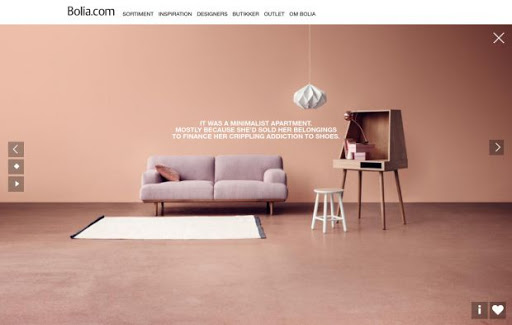 Bolia.com
SORTIMENT INSPIRATION DESIGNERS BUTIKKER OUTLET OM BOLIA
IT WAS A MINIMALIST APARTMENT.
MOSTLY BECAUSE SHE'D SOLD HER BELONGINGS
TO FINANCE HER CRIPPLING ADDICTION TO SHOES.
i